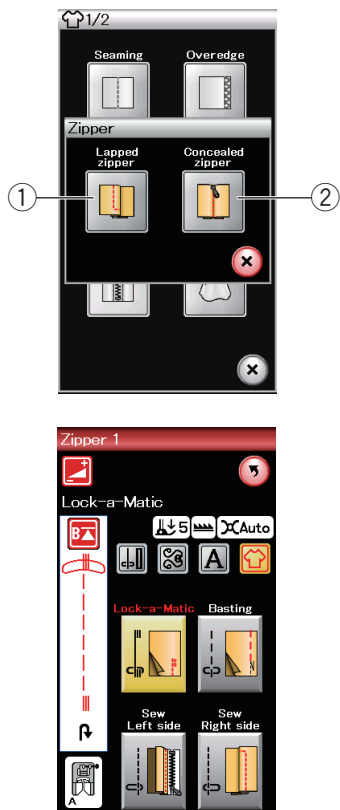 1/2
Seaming Overedge
Zipper
Lapped zipper
Concealed zipper
1
2
Zipper 1
Lock-a-Matic
B
5 Auto
A
Lock-a-Matic Basting
Sew Left side
Sew Right side
A